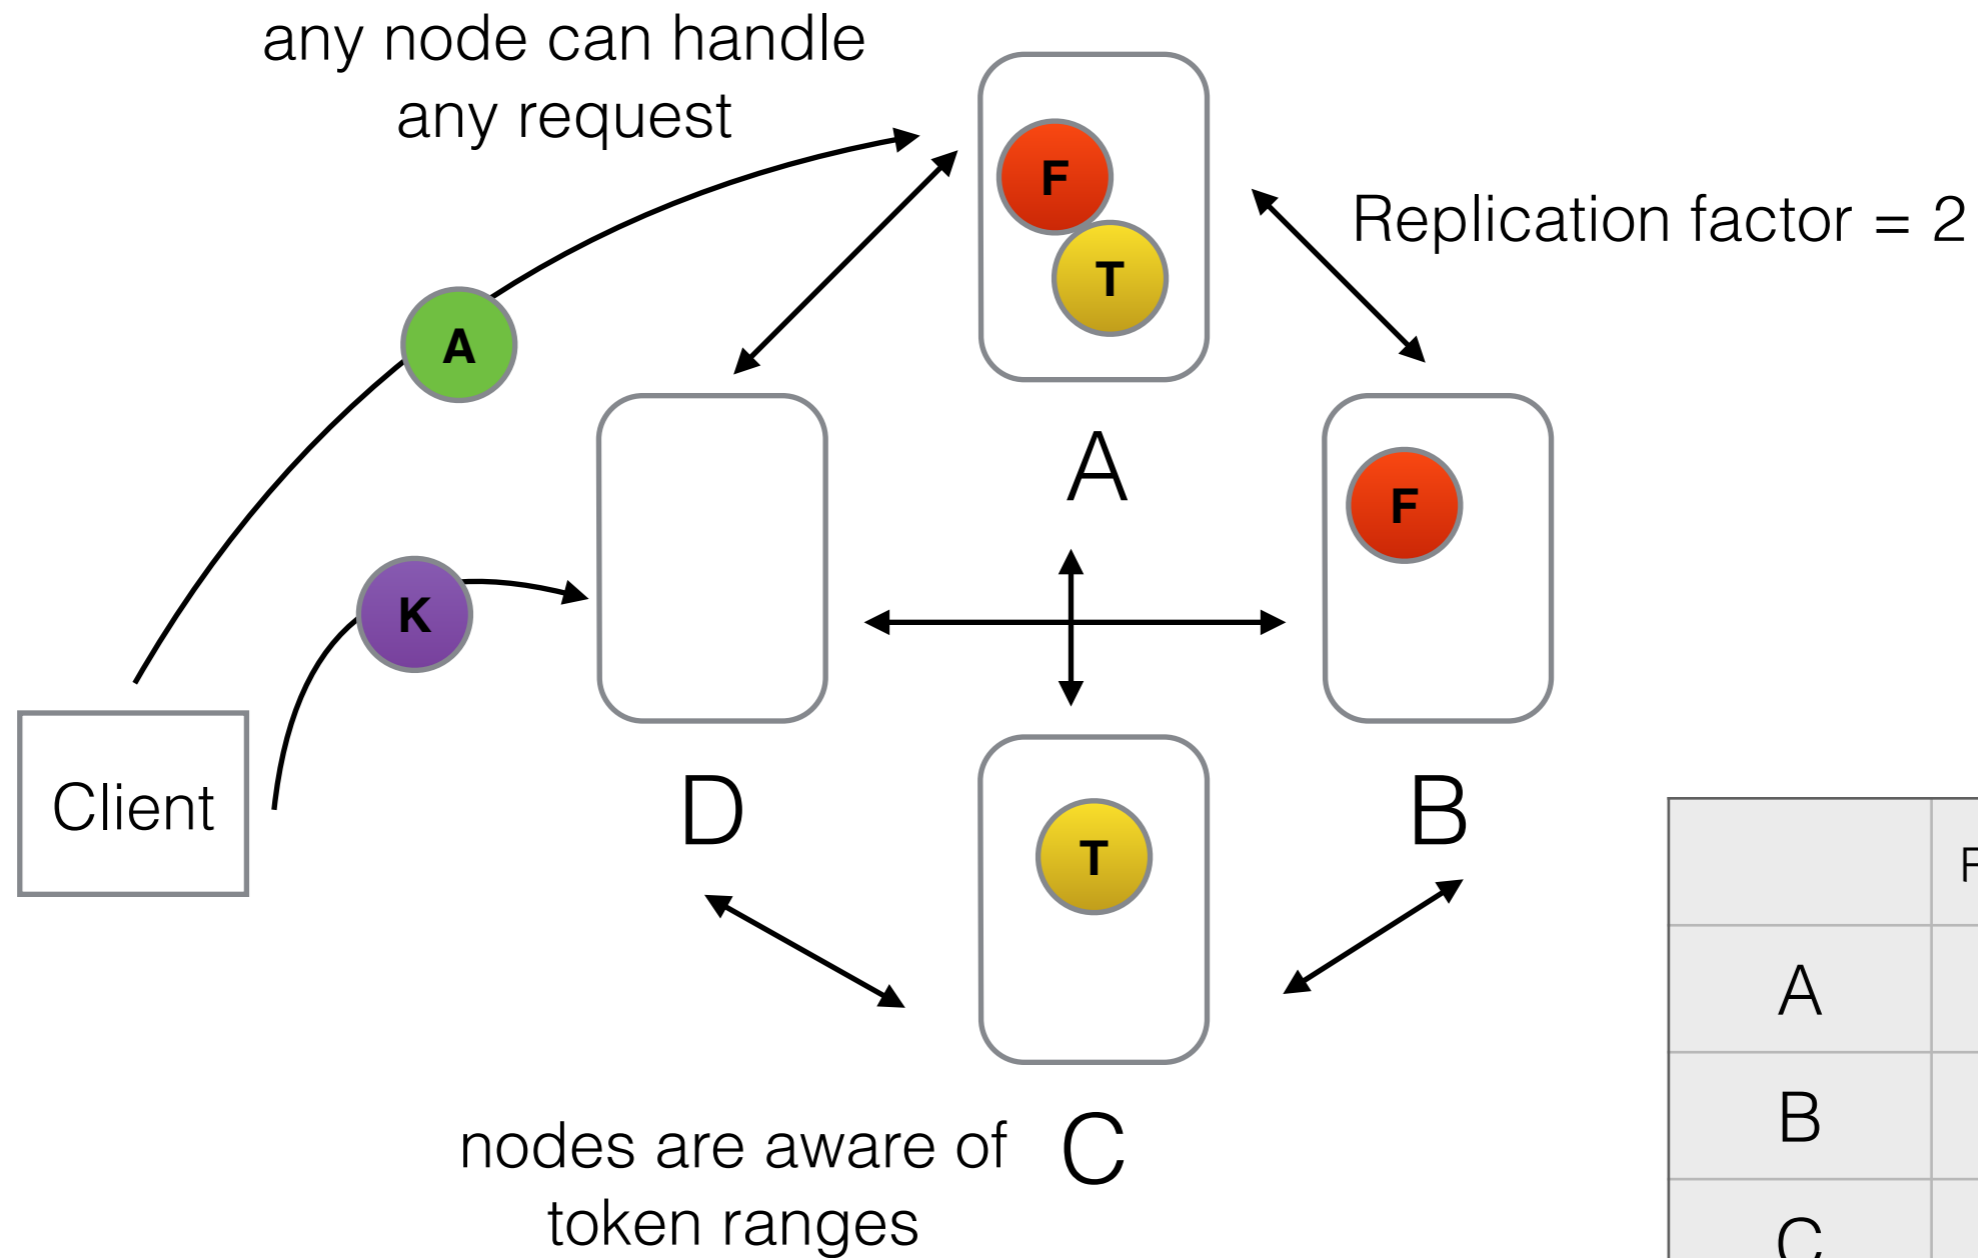 any node can handle
any request
F
T
Replication factor = 2
A
A
F
K
Client
D
B
T
nodes are aware of
token ranges
C
A
B
C